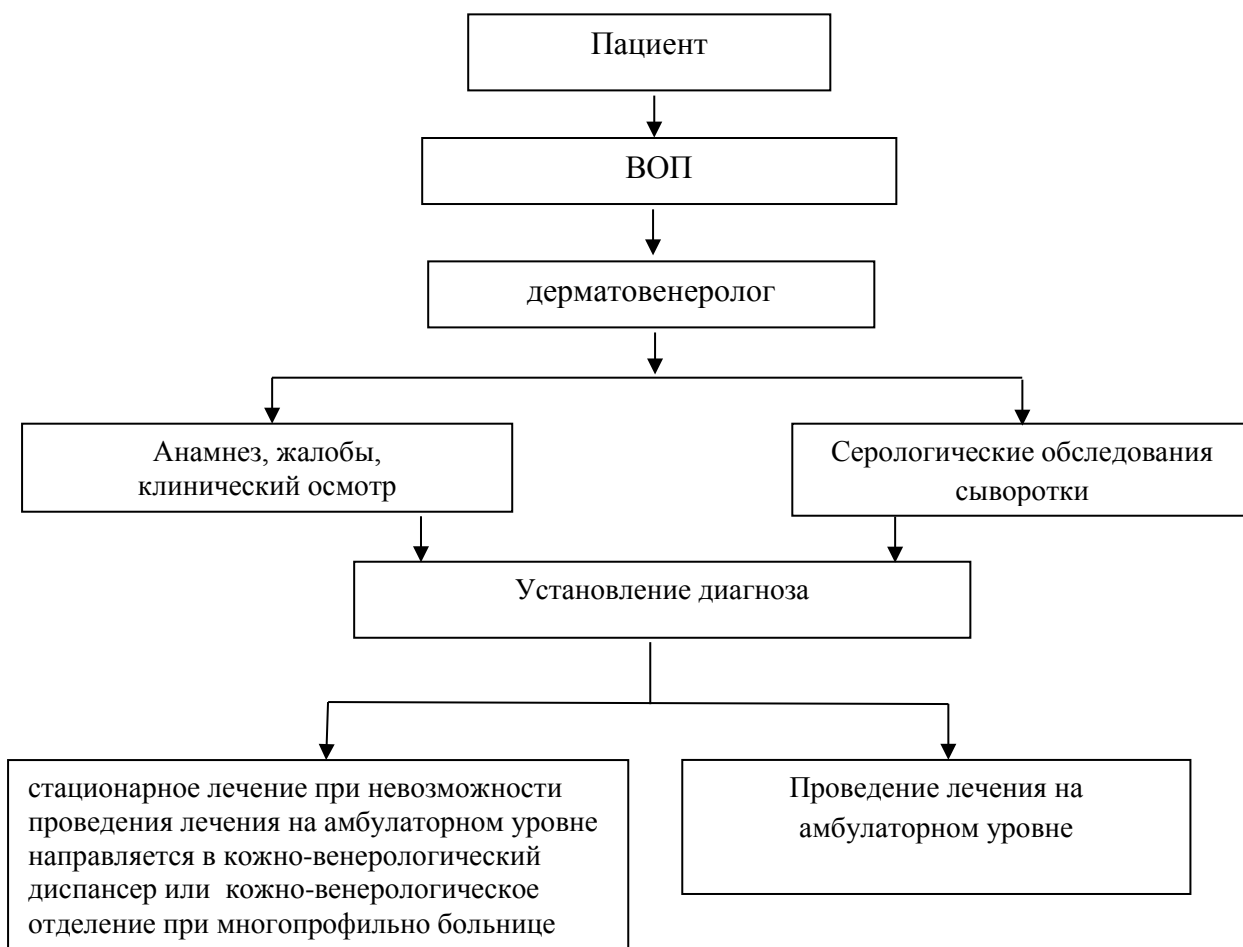 Пациент
ВОП
дерматовенеролог
Анамнез, жалобы,
клинический осмотр
Серологические обследования
сыворотки
Установление диагноза
стационарное лечение при невозможности
проведения лечения на амбулаторном уровне
направляется в кожно-венерологический
диспансер или кожно-венерологическое
отделение при многопрофильно больнице
Проведение лечения на
амбулаторном уровне